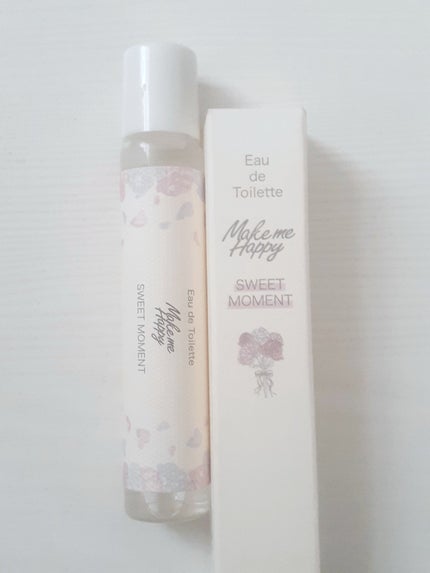 Eau de Toilette
Make me
Happy
SWEET MOMENT
Eau
de
Toilette
Make me
Happy
SWEET
MOMENT